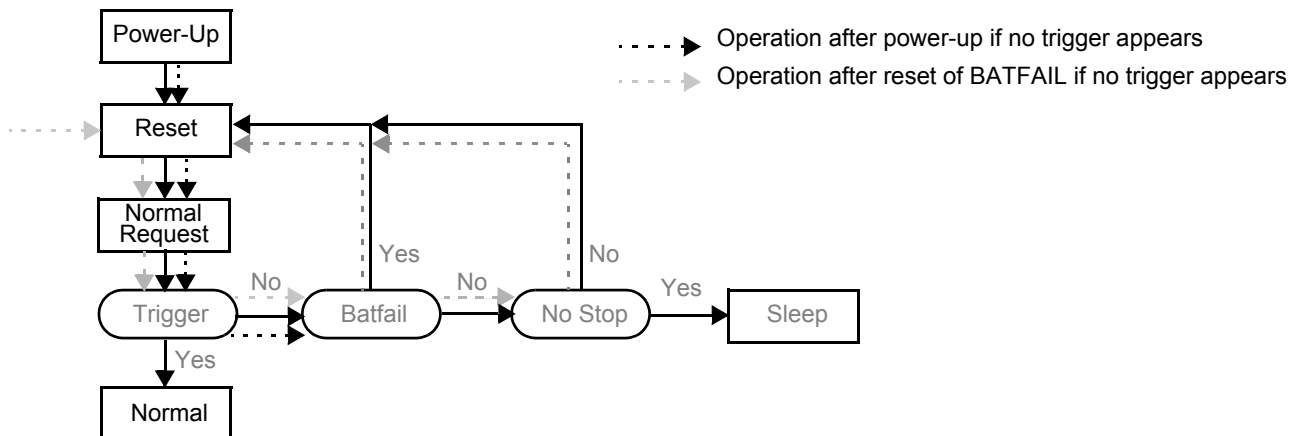 Power-Up
Operation after power-up if no trigger appears
Operation after reset of BATFAIL if no trigger appears
Reset
Normal
Request
Yes
No
No
No
Yes
Trigger
Batfail
No Stop
Sleep
Yes
Normal